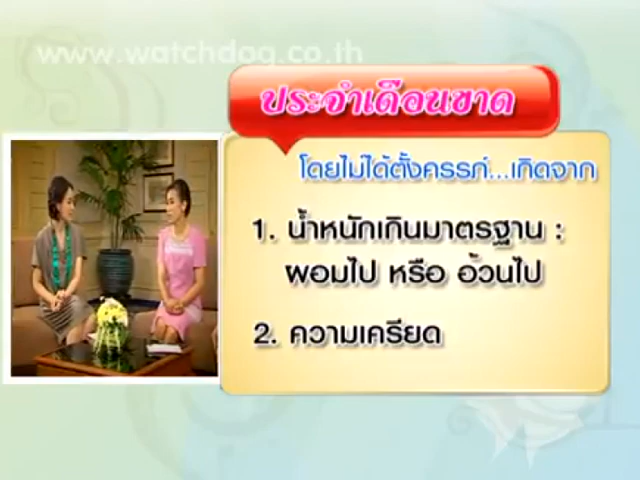 www.watchdog.co.th
ประจำเดือนขาด
โดยไม่ได้ตั้งครรภ์...เกิดจาก
1. น้ำหนักเกินมาตรฐาน :
ผอมไป หรือ อ้วนไป
2. ความเครียด